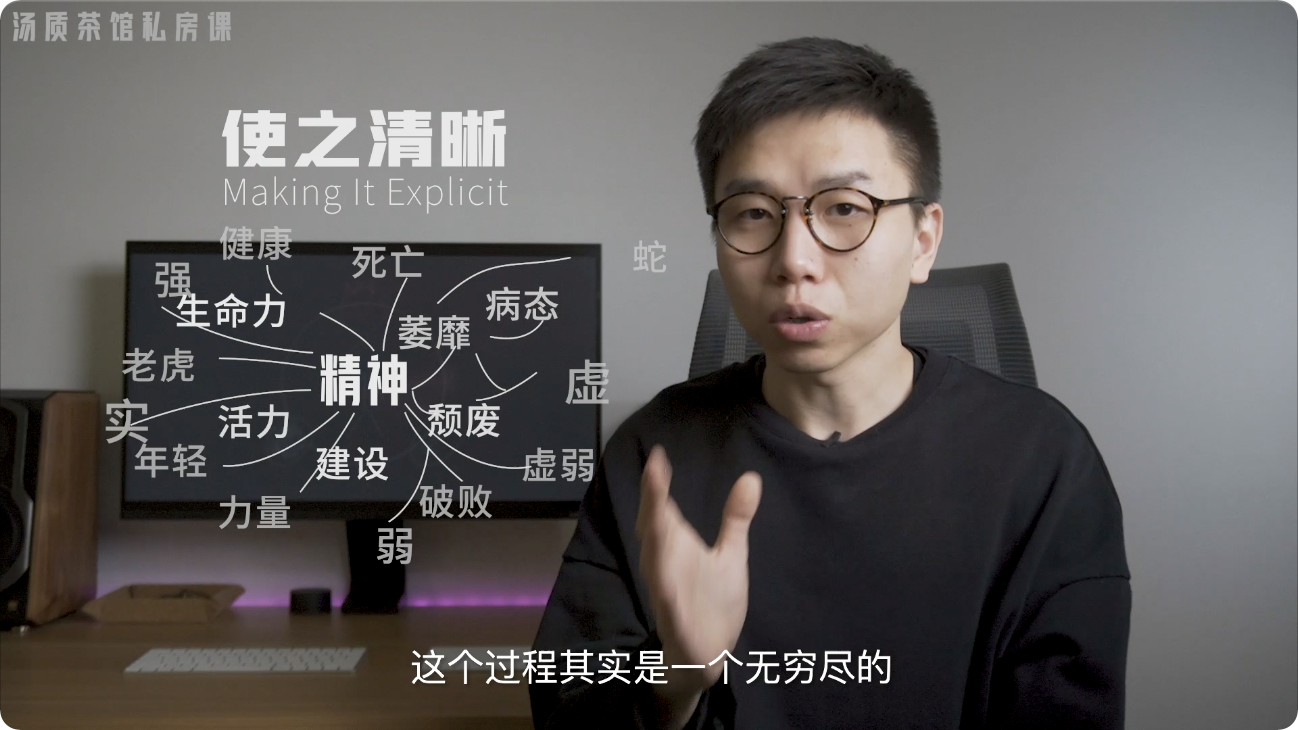 汤质茶馆私房课
使之清晰
Making It Explicit
健康
死亡
蛇
强
生命力
病态
萎靡
老虎
精神
虚
实
活力
颓废
年轻
建设
虚弱
力量
破败
弱
这个过程其实是一个无穷尽的